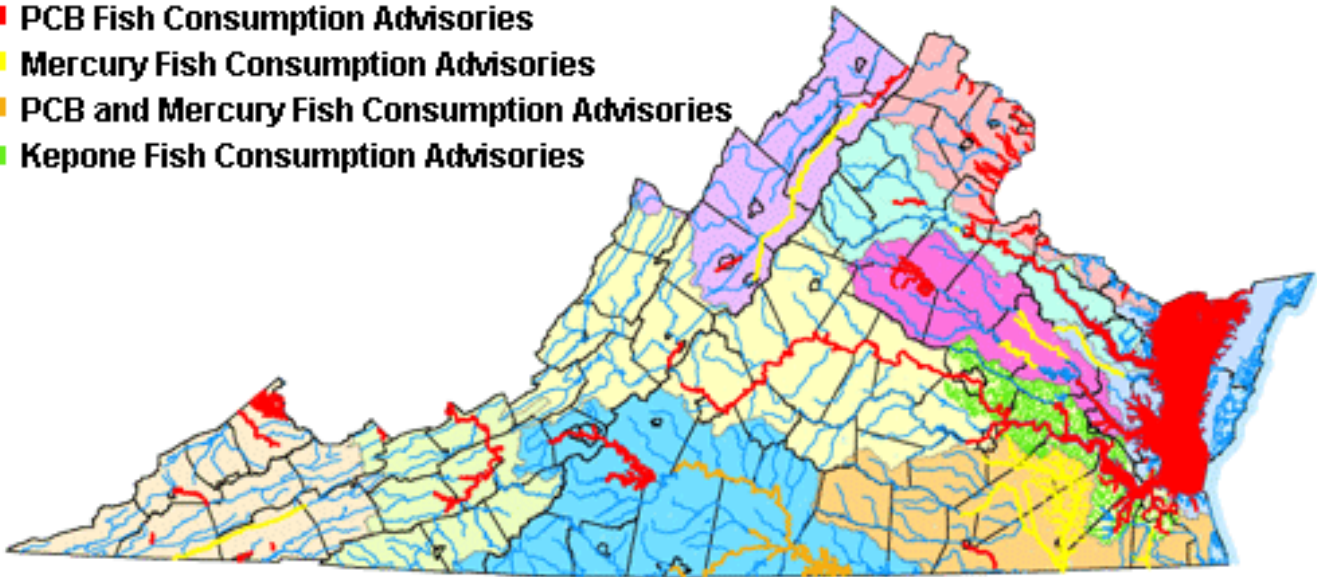 PCB Fish Consumption Advisories
Mercury Fish Consumption Advisories
PCB and Mercury Fish Consumption Advisories
Kepone Fish Consumption Advisories